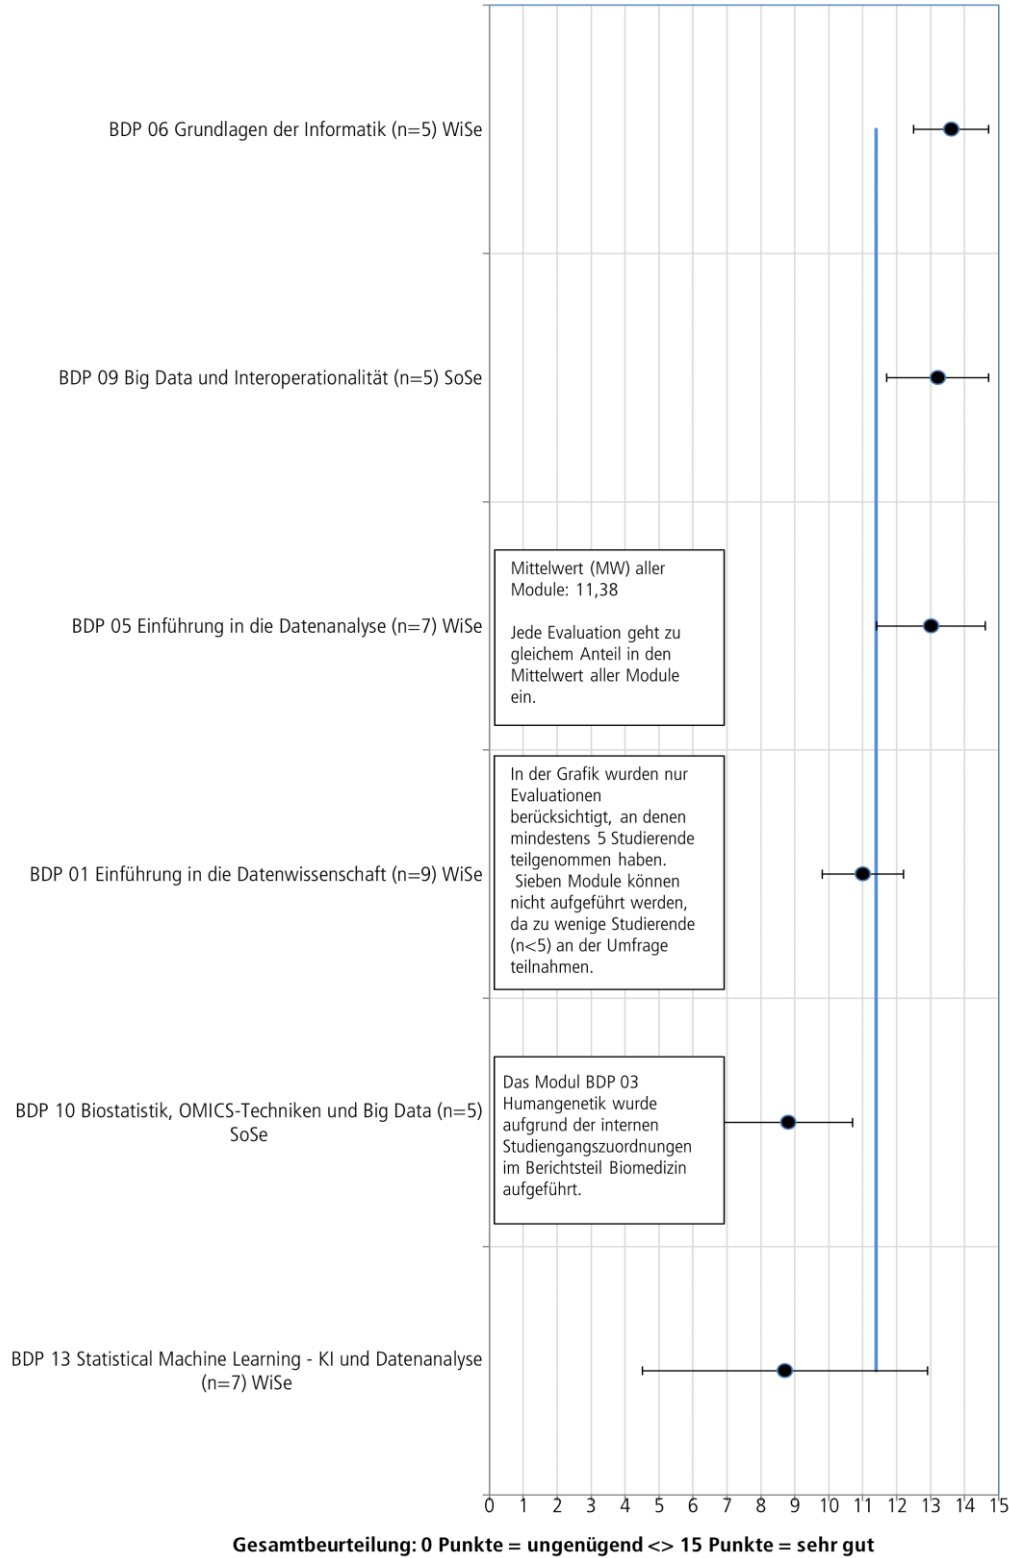 BDP 06 Grundlagen der Informatik (n=5) WiSe
BDP 09 Big Data und Interoperationalität (n=5) SoSe
Mittelwert (MW) aller
Module: 11,38
Jede Evaluation geht zu
gleichem Anteil in den
Mittelwert aller Module
ein.
BDP 05 Einführung in die Datenanalyse (n=7) WiSe
In der Grafik wurden nur
Evaluationen
berücksichtigt, an denen
mindestens 5 Studierende
teilgenommen haben.
Sieben Module können
nicht aufgeführt werden,
da zu wenige Studierende
(n<5) an der Umfrage
teilnahmen.
BDP 01 Einführung in die Datenwissenschaft (n=9) WiSe
Das Modul BDP 03
Humangenetik wurde
aufgrund der internen
Studiengangszuordnungen
im Berichtsteil Biomedizin
aufgeführt.
BDP 10 Biostatistik, OMICS-Techniken und Big Data (n=5)
SoSe
BDP 13 Statistical Machine Learning - KI und Datenanalyse
(n=7) WiSe
0 1 2 3 4 5 6 7 8 9 10 11 12 13 14 15
Gesamtbeurteilung: 0 Punkte = ungenügend <> 15 Punkte = sehr gut